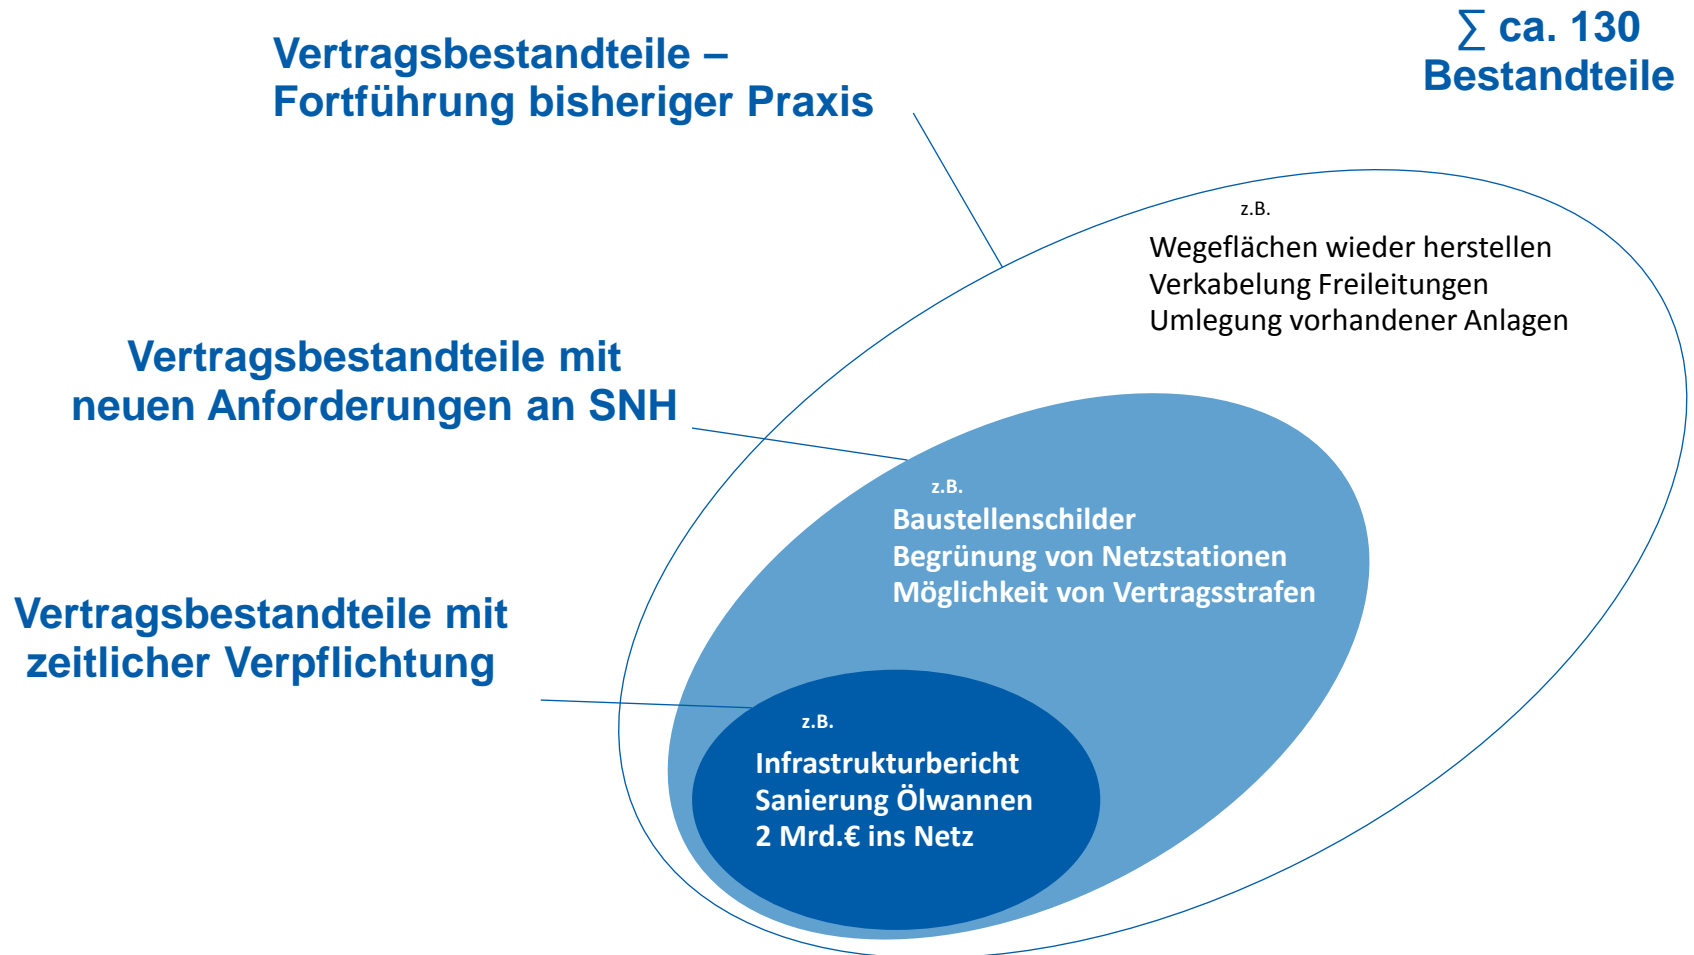 ∑ ca. 130
Bestandteile
Vertragsbestandteile –
Fortführung bisheriger Praxis
z.B.
Wegeflächen wieder herstellen
Verkabelung Freileitungen
Umlegung vorhandener Anlagen
Vertragsbestandteile mit
neuen Anforderungen an SNH
z.B.
Baustellenschilder
Begrünung von Netzstationen
Möglichkeit von Vertragsstrafen
Vertragsbestandteile mit
zeitlicher Verpflichtung
z.B.
Infrastrukturbericht
Sanierung Ölwannen
2 Mrd.€ ins Netz